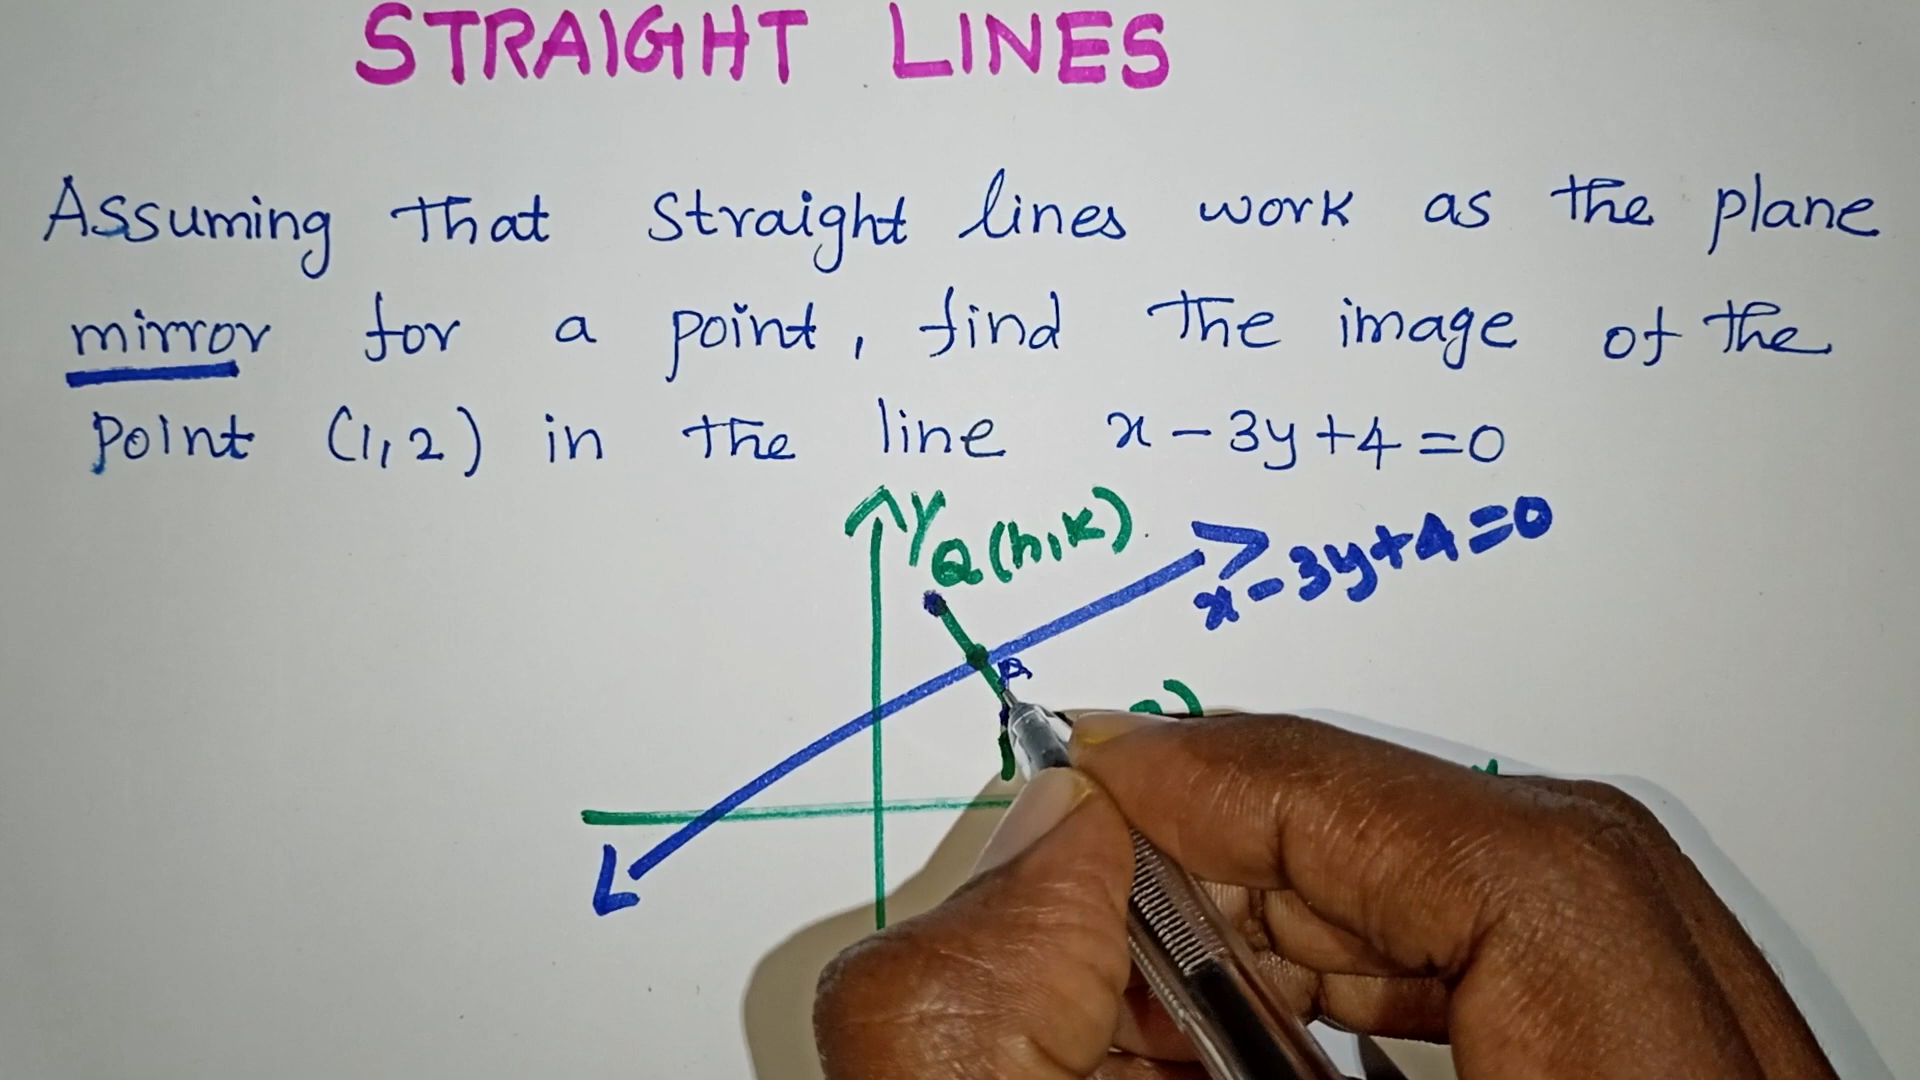 STRAIGHT LINES
Assuming that straight lines work as the plane
mirror for a point, find the image of the
point (1,2) in the line x-3y+4=0
Y
Q(h,k)
x-3y+4=0